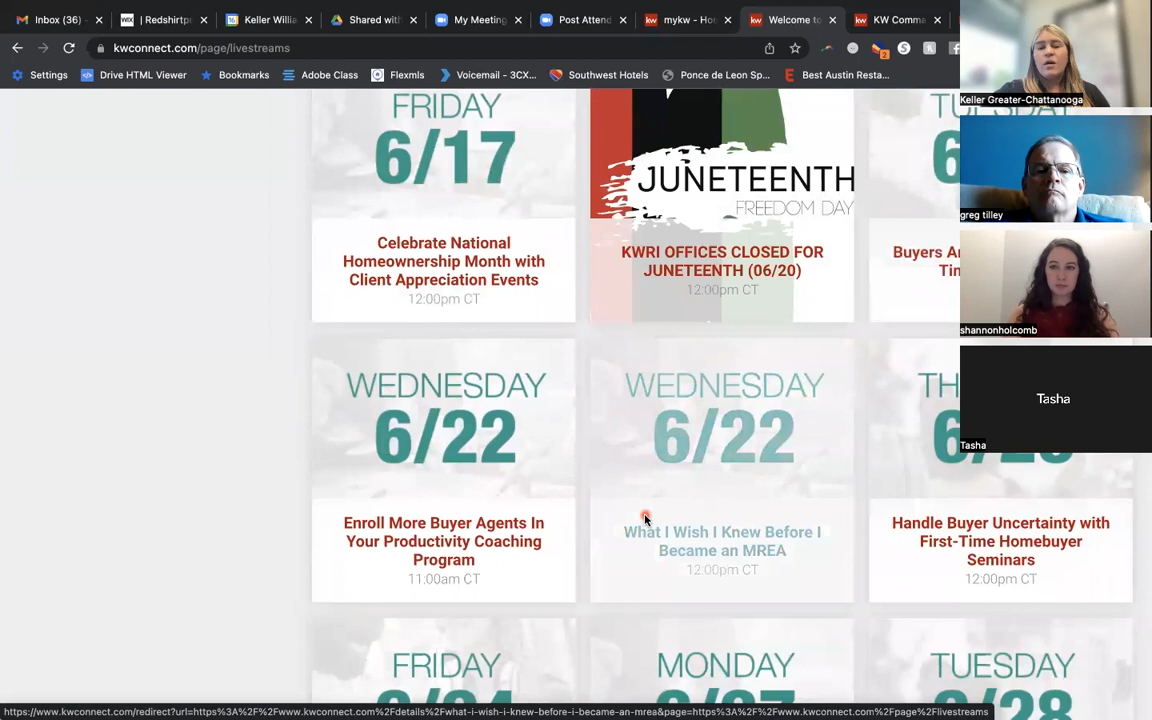 Inbox (36)
| Redshirtpr
Keller Willia
Shared with
My Meeting
Post Attend
mykw - Ho
Welcome to
KW Comma
kwconnect.com/page/livestreams
Settings
Drive HTML Viewer
Bookmarks
Adobe Class
Flexmls
Voicemail - 3CX...
Southwest Hotels
Ponce de Leon Sp...
Best Austin Resta...
FRIDAY
6/17
Celebrate National
Homeownership Month with
Client Appreciation Events
12:00pm CT
JUNETEENTH
FREEDOM DAY
KWRI OFFICES CLOSED FOR
JUNETEENTH (06/20)
12:00pm CT
Buyers
Tin
WEDNESDAY
6/22
Enroll More Buyer Agents In
Your Productivity Coaching
Program
11:00am CT
WEDNESDAY
6/22
What I Wish I Knew Before I
Became an MREA
12:00pm CT
Handle Buyer Uncertainty with
First-Time Homebuyer
Seminars
12:00pm CT
FRIDAY
MONDAY
TUESDAY
6/28
Keller Greater-Chattanooga
greg tilley
shannonholcomb
Tasha
Tasha
https://www.kwconnect.com/redirect?url=https%3A%2F%2Fwww.kwconnect.com%2Fdetails%2Fwhat-i-wish-i-knew-before-i-became-an-mrea&page=https%3A%2F%2Fwww.kwconnect.com%2Fpage%2Flivestreams